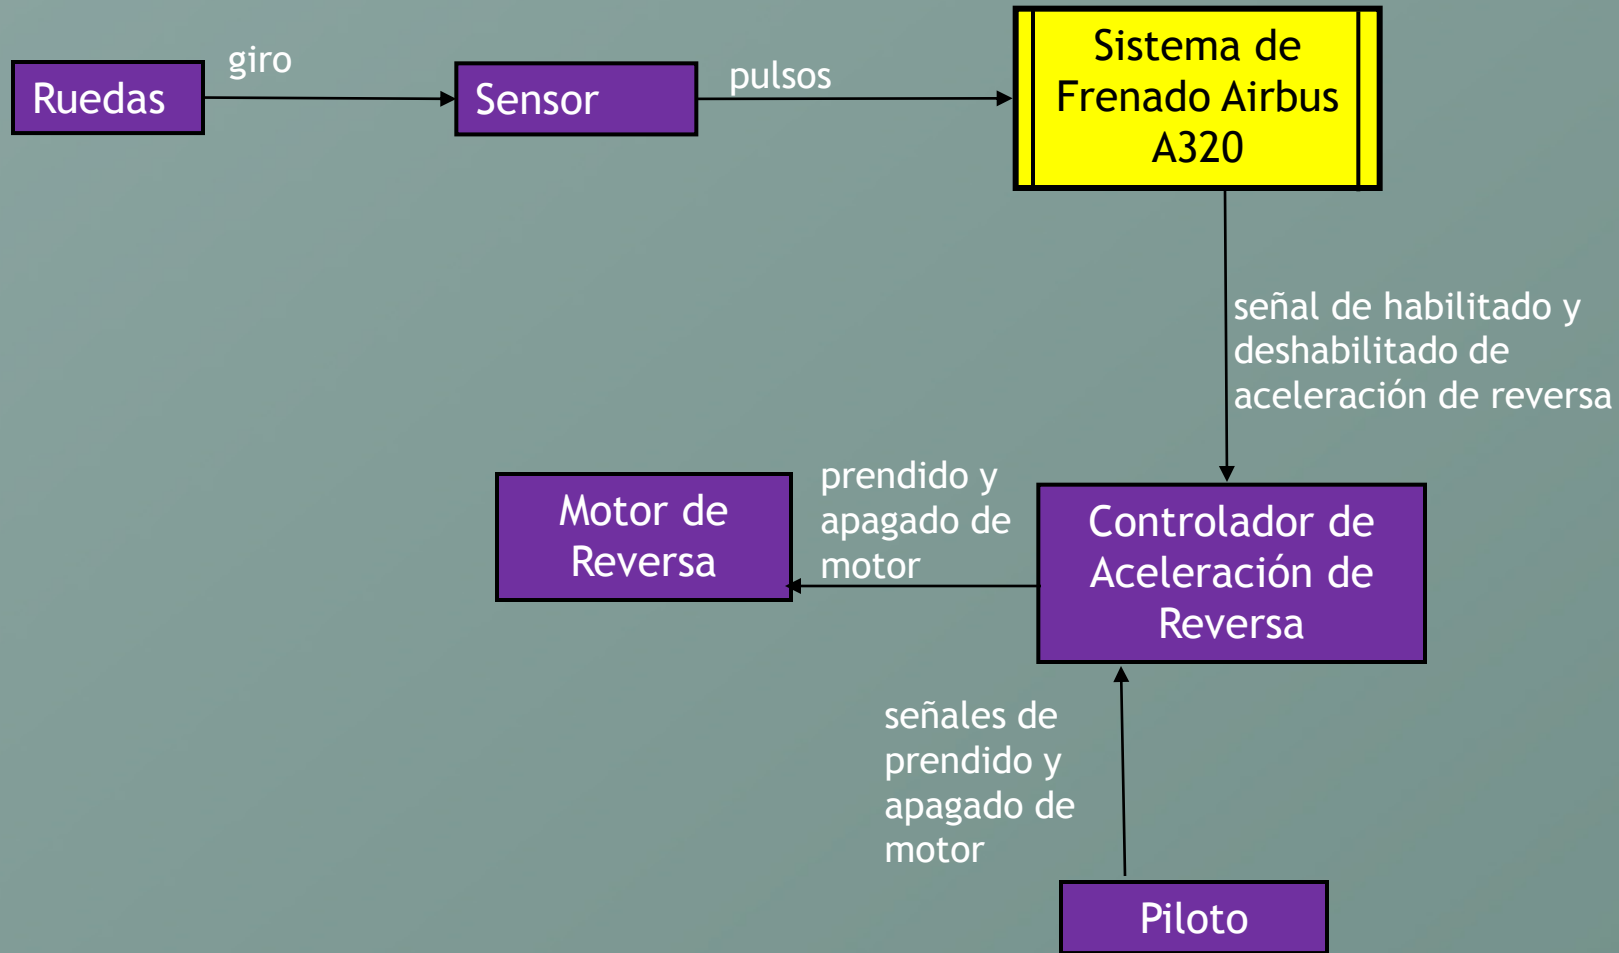 Ruedas
giro
Sensor
pulsos
Sistema de
Frenado Airbus
A320
señal de habilitado y
deshabilitado de
aceleración de reversa
Motor de
Reversa
prendido y
apagado de
motor
Controlador de
Aceleración de
Reversa
señales de
prendido y
apagado de
motor
Piloto